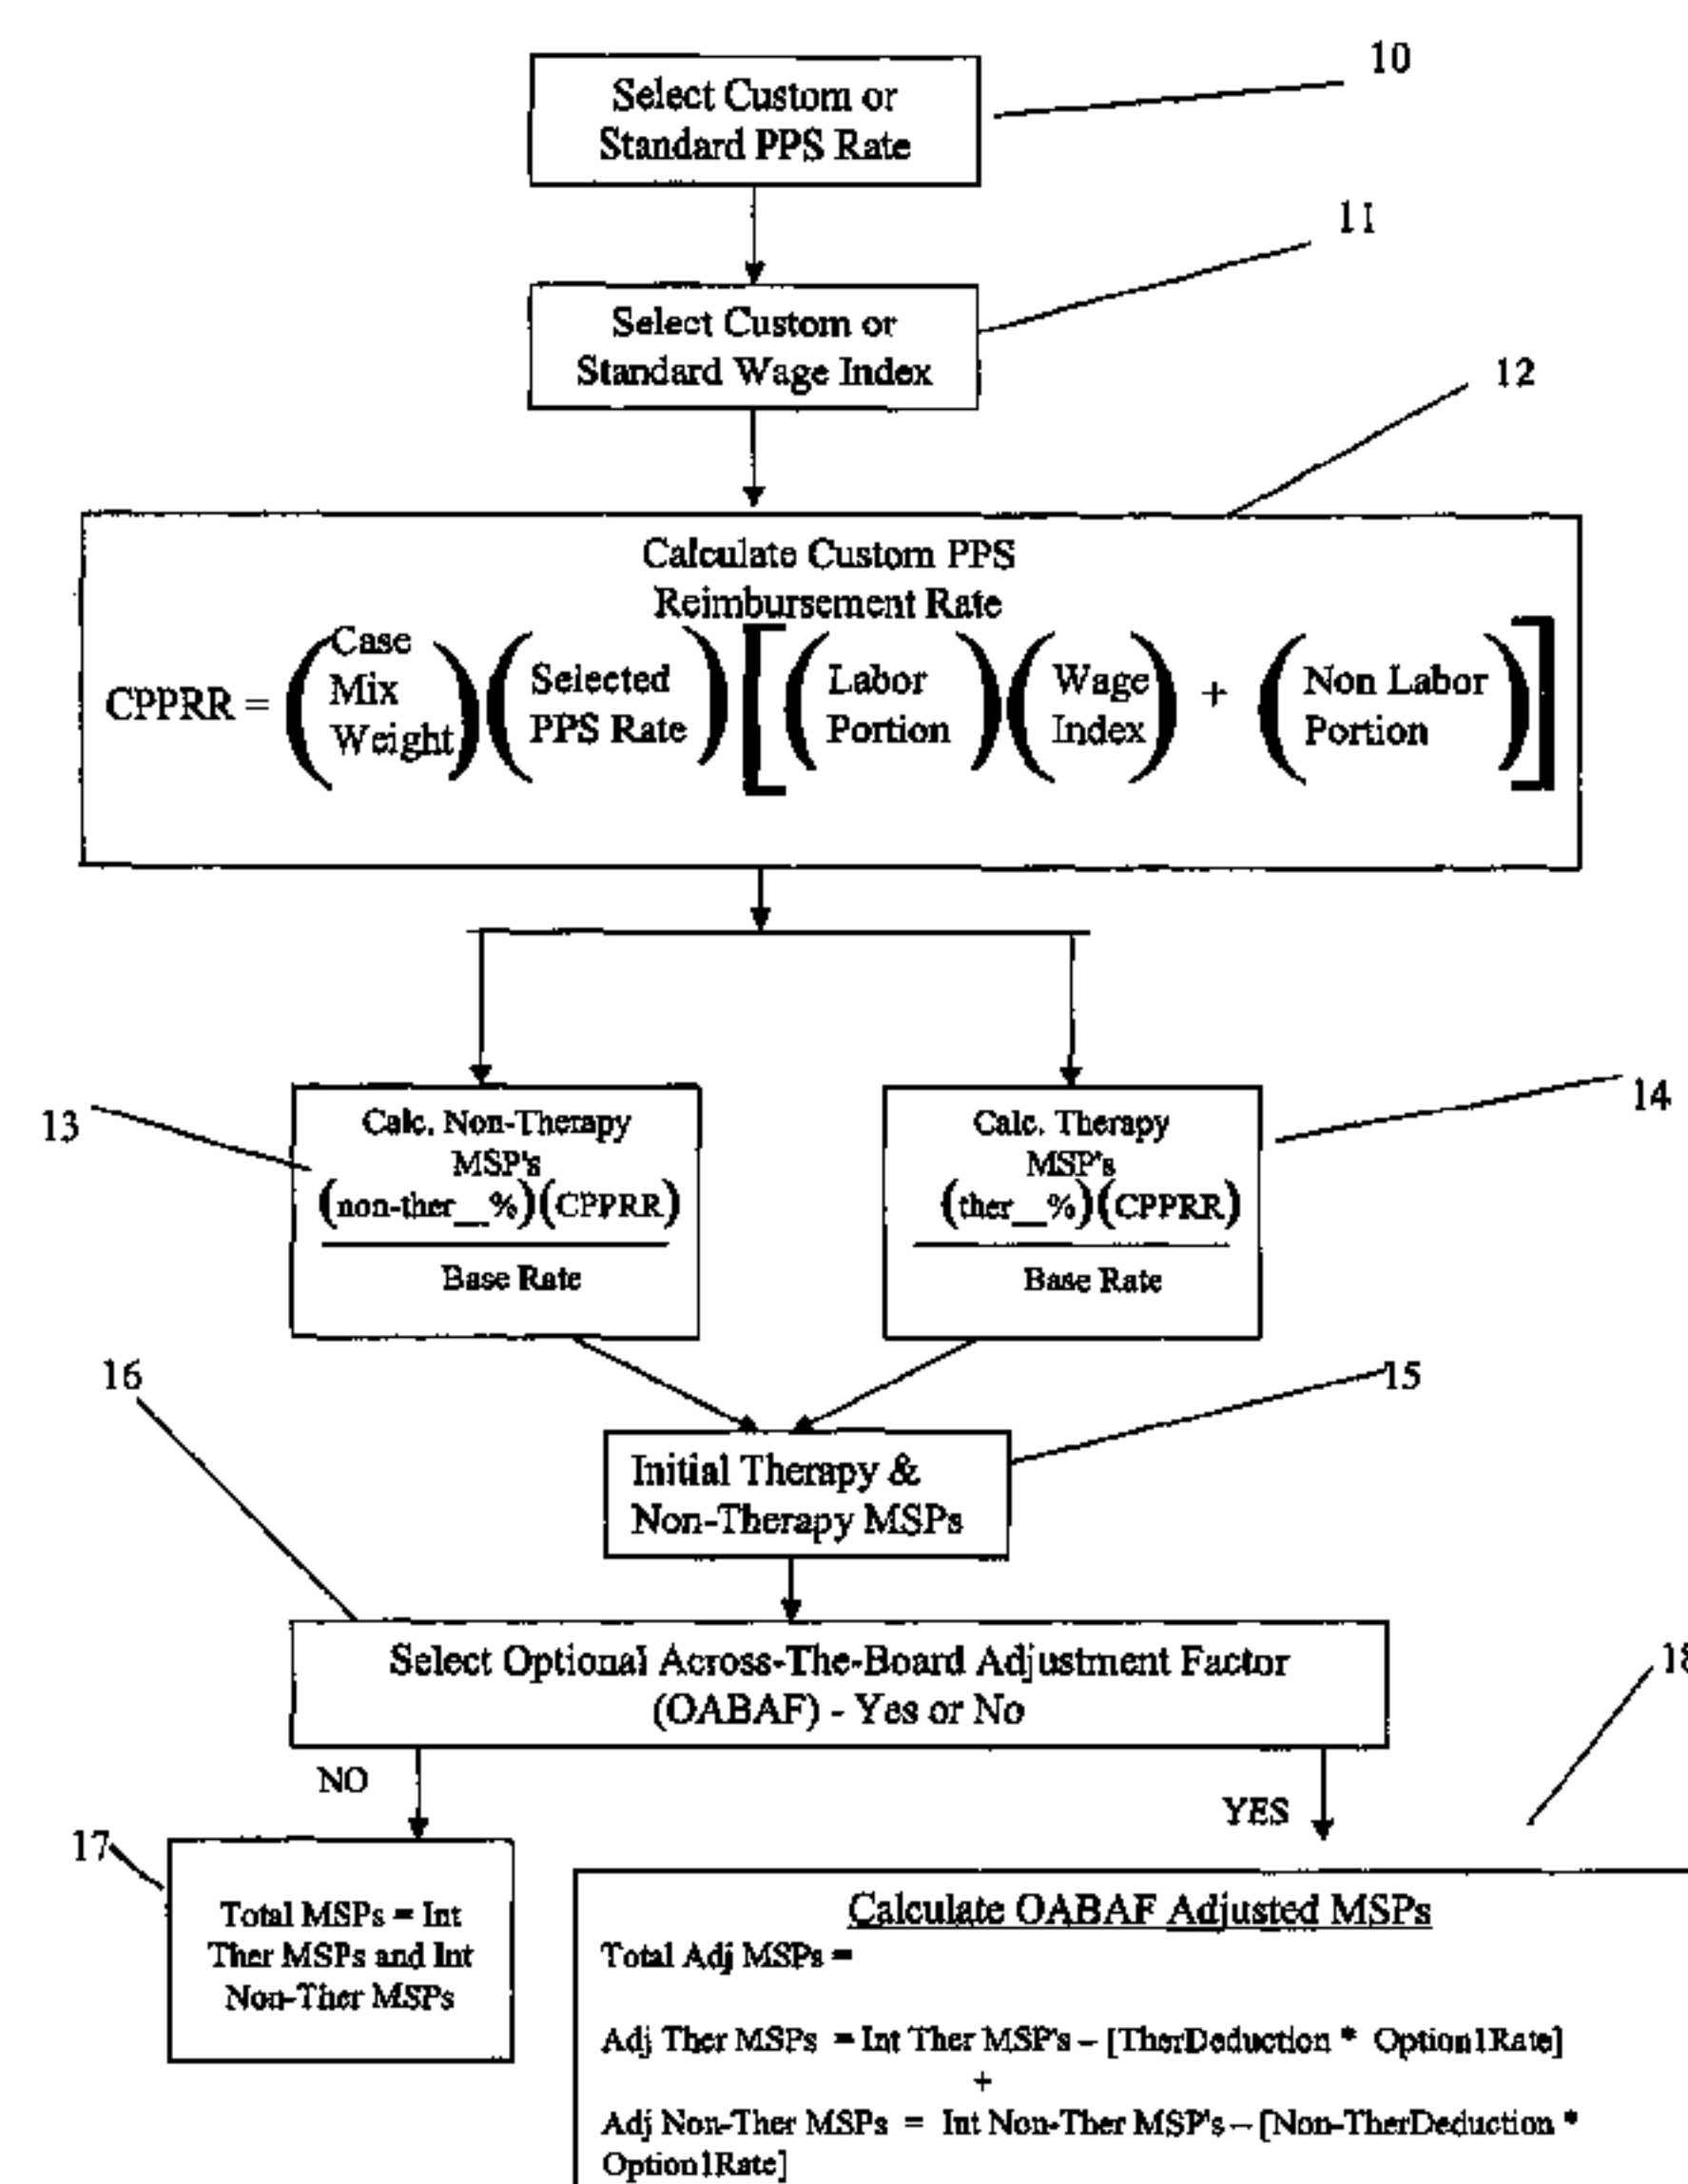 10
Select Custom or
Standard PPS Rate
11
Select Custom or
Standard Wage Index
12
Calculate Custom PPS
Reimbursement Rate
CPPRR = (Case Mix Weight)(Selected PPS Rate)[(Labor Portion)(Wage Index) + (Non Labor Portion)]
13
Calc. Non-Therapy
MSP's
(non-ther__%)(CPPRR)
Base Rate
14
Calc. Therapy
MSP's
(ther__%)(CPPRR)
Base Rate
16
15
Initial Therapy &
Non-Therapy MSPs
Select Optional Across-The-Board Adjustment Factor
(OABAF) - Yes or No
18
NO
YES
17
Total MSPs = Int
Ther MSPs and Int
Non-Ther MSPs
Calculate OABAF Adjusted MSPs
Total Adj MSPs =
Adj Ther MSPs = Int Ther MSP's – [TherDeduction * Option1Rate]
+
Adj Non-Ther MSPs = Int Non-Ther MSP's – [Non-TherDeduction *
Option1Rate]